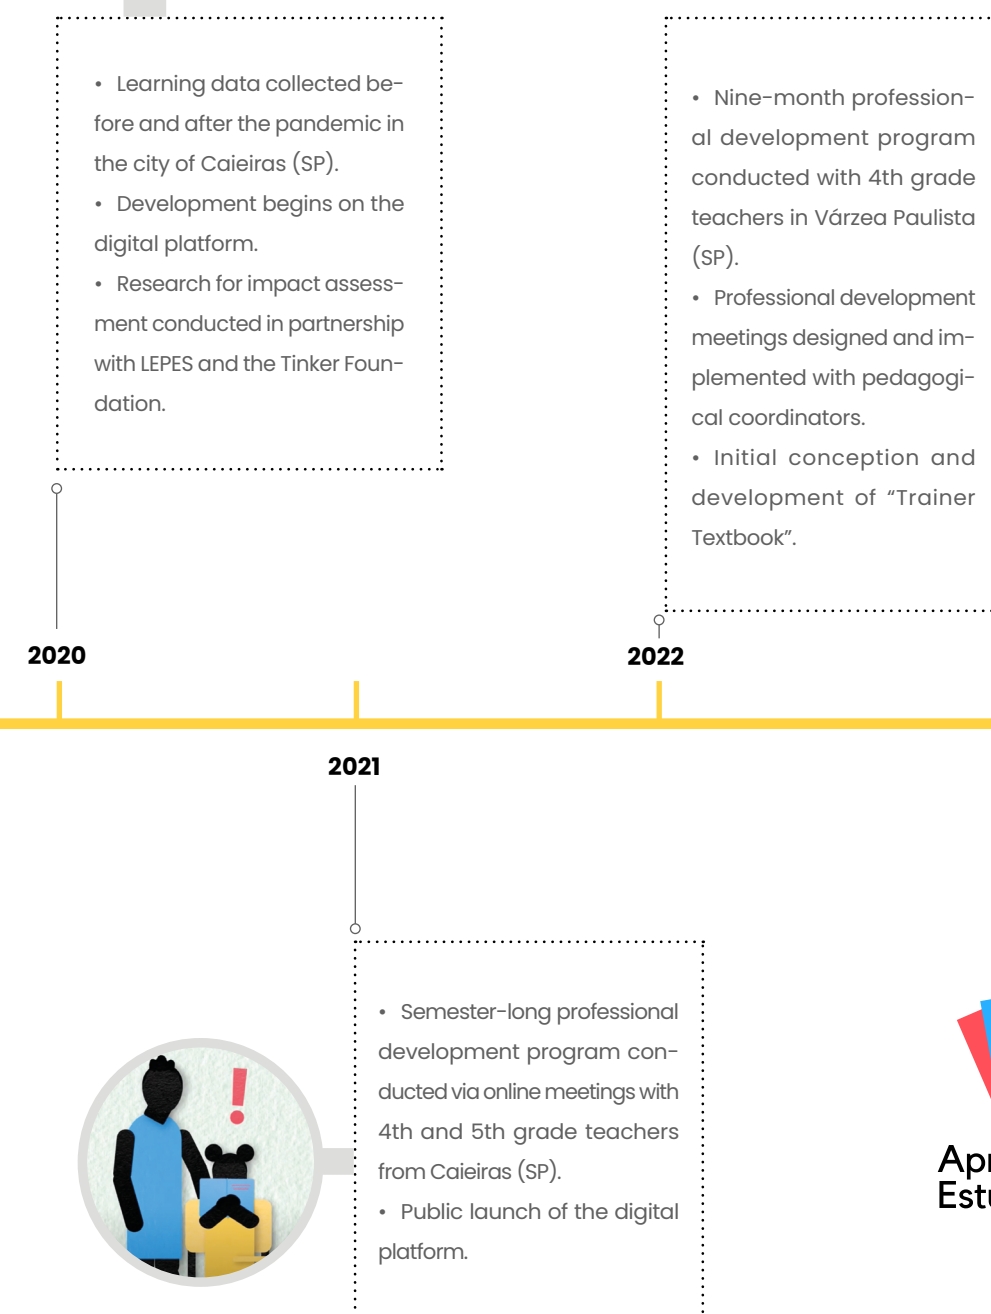 • Learning data collected be-
fore and after the pandemic in
the city of Caieiras (SP).
• Development begins on the
digital platform.
• Research for impact assess-
ment conducted in partnership
with LEPES and the Tinker Foun-
dation.
2020
• Nine-month profession-
al development program
conducted with 4th grade
teachers in Várzea Paulista
(SP).
• Professional development
meetings designed and im-
plemented with pedagogi-
cal coordinators.
• Initial conception and
development of “Trainer
Textbook”.
2022
2021
• Semester-long professional
development program con-
ducted via online meetings with
4th and 5th grade teachers
from Caieiras (SP).
• Public launch of the digital
platform.